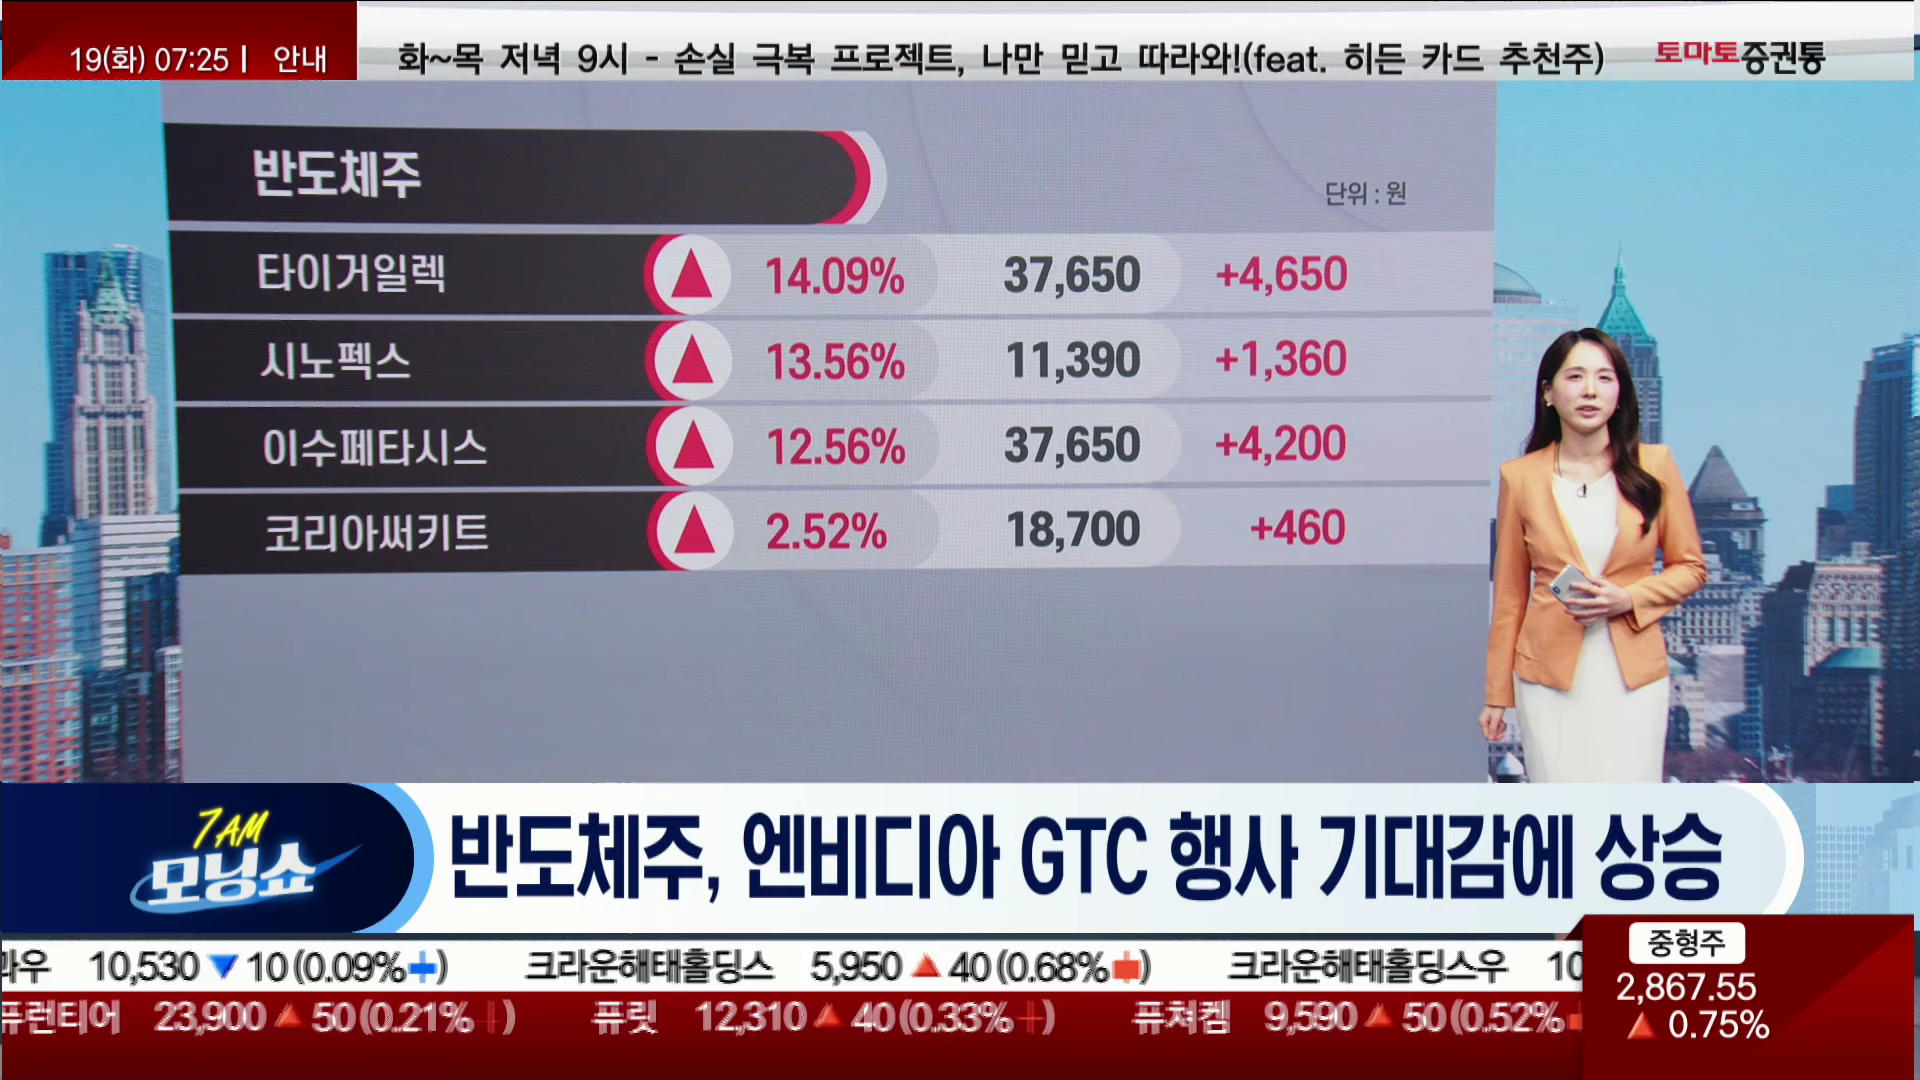 19(화) 07:25 | 안내
화~목 저녁 9시 - 손실 극복 프로젝트, 나만 믿고 따라와!(feat. 히든 카드 추천주)
토마토증권통
반도체주
단위 : 원
타이거일렉 ▲ 14.09% 37,650 +4,650
시노펙스 ▲ 13.56% 11,390 +1,360
이수페타시스 ▲ 12.56% 37,650 +4,200
코리아써키트 ▲ 2.52% 18,700 +460
7AM
모닝쇼
반도체주, 엔비디아 GTC 행사 기대감에 상승
우 10,530 ▼ 10 (0.09%) 크라운해태홀딩스 5,950 ▲ 40 (0.68%) 크라운해태홀딩스우 10
퓨런티어 23,900 ▲ 50 (0.21%) 퓨릿 12,310 ▲ 40 (0.33%) 퓨쳐켐 9,590 ▲ 50 (0.52%
중형주
2,867.55
▲ 0.75%